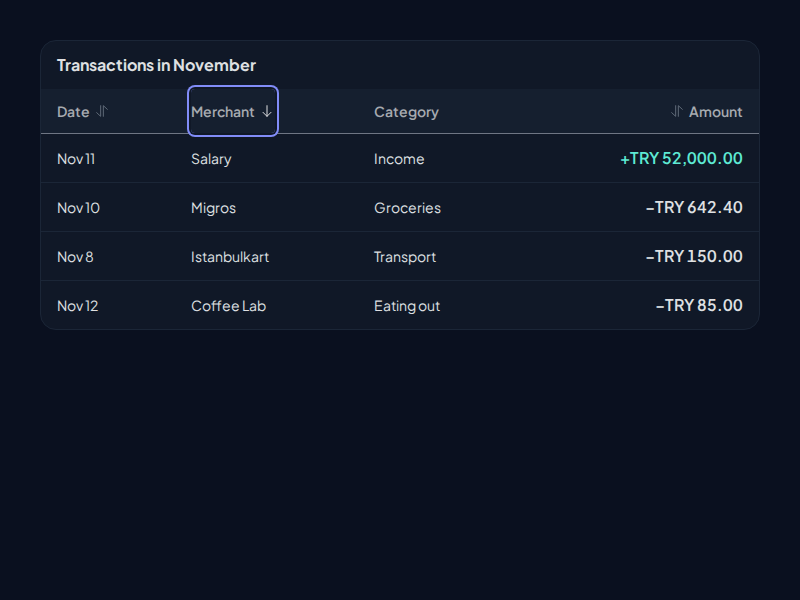 Transactions in November
Date Merchant Category Amount
Nov 11 Salary Income +TRY 52,000.00
Nov 10 Migros Groceries −TRY 642.40
Nov 8 Istanbulkart Transport −TRY 150.00
Nov 12 Coffee Lab Eating out −TRY 85.00